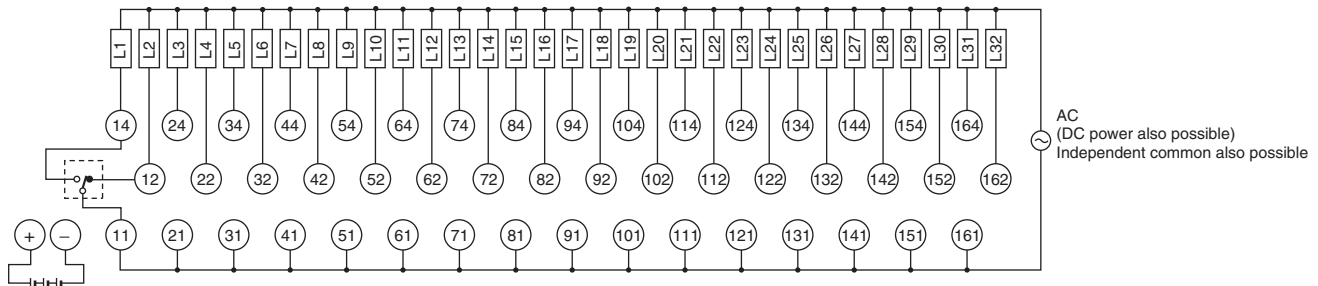 L1 L2 L3 L4 L5 L6 L7 L8 L9 L10 L11 L12 L13 L14 L15 L16 L17 L18 L19 L20 L21 L22 L23 L24 L25 L26 L27 L28 L29 L30 L31 L32
14 24 34 44 54 64 74 84 94 104 114 124 134 144 154 164
AC
(DC power also possible)
Independent common also possible
12 22 32 42 52 62 72 82 92 102 112 122 132 142 152 162
+ − 11 21 31 41 51 61 71 81 91 101 111 121 131 141 151 161